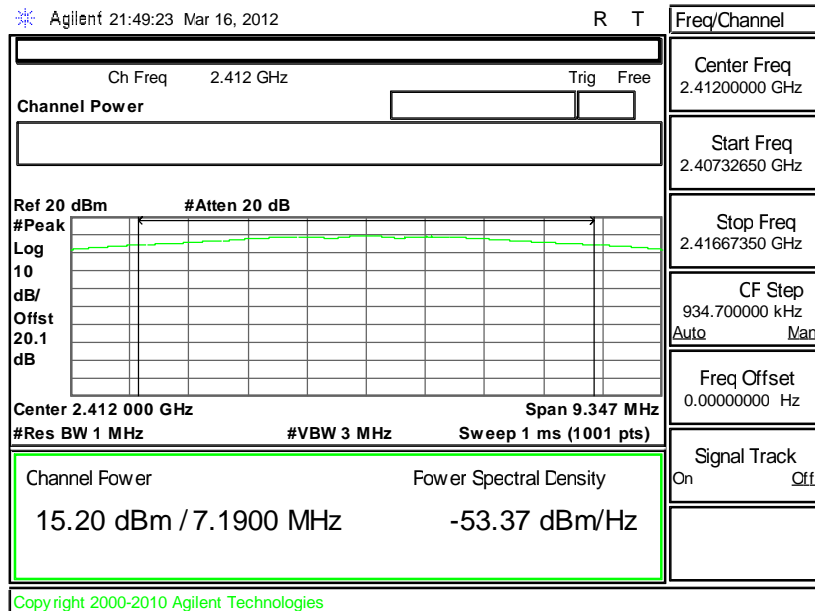 Agilent 21:49:23 Mar 16, 2012 R T
Freq/Channel
Ch Freq 2.412 GHz Trig Free
Channel Power
Center Freq
2.41200000 GHz
Start Freq
2.40732650 GHz
Stop Freq
2.41667350 GHz
CF Step
934.700000 kHz
Auto Man
Freq Offset
0.00000000 Hz
Signal Track
On Off
Ref 20 dBm #Atten 20 dB
#Peak
Log
10
dB/
Offst
20.1
dB
Center 2.412 000 GHz Span 9.347 MHz
#Res BW 1 MHz #VBW 3 MHz Sweep 1 ms (1001 pts)
Channel Power Power Spectral Density
15.20 dBm / 7.1900 MHz -53.37 dBm/Hz
Copyright 2000-2010 Agilent Technologies